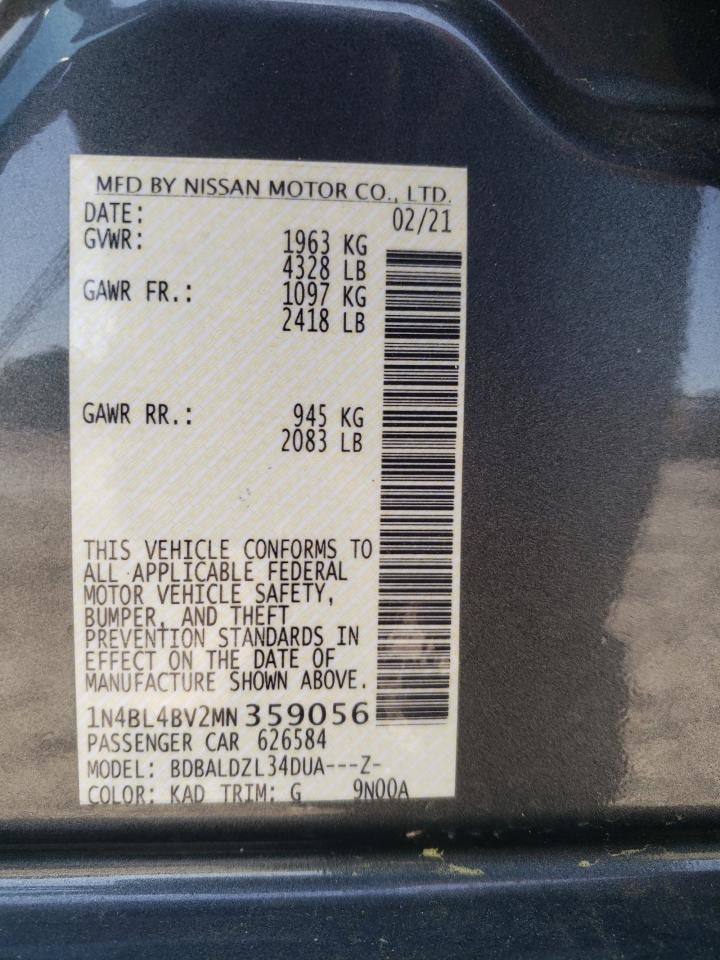 MFD BY NISSAN MOTOR CO., LTD.
DATE: 02/21
GVWR: 1963 KG
4328 LB
GAWR FR.: 1097 KG
2418 LB
GAWR RR.: 945 KG
2083 LB
THIS VEHICLE CONFORMS TO
ALL APPLICABLE FEDERAL
MOTOR VEHICLE SAFETY,
BUMPER, AND THEFT
PREVENTION STANDARDS IN
EFFECT ON THE DATE OF
MANUFACTURE SHOWN ABOVE.
1N4BL4BV2MN359056
PASSENGER CAR 626584
MODEL: BDBALDZL34DUA---Z-
COLOR: KAD TRIM: G 9N00A